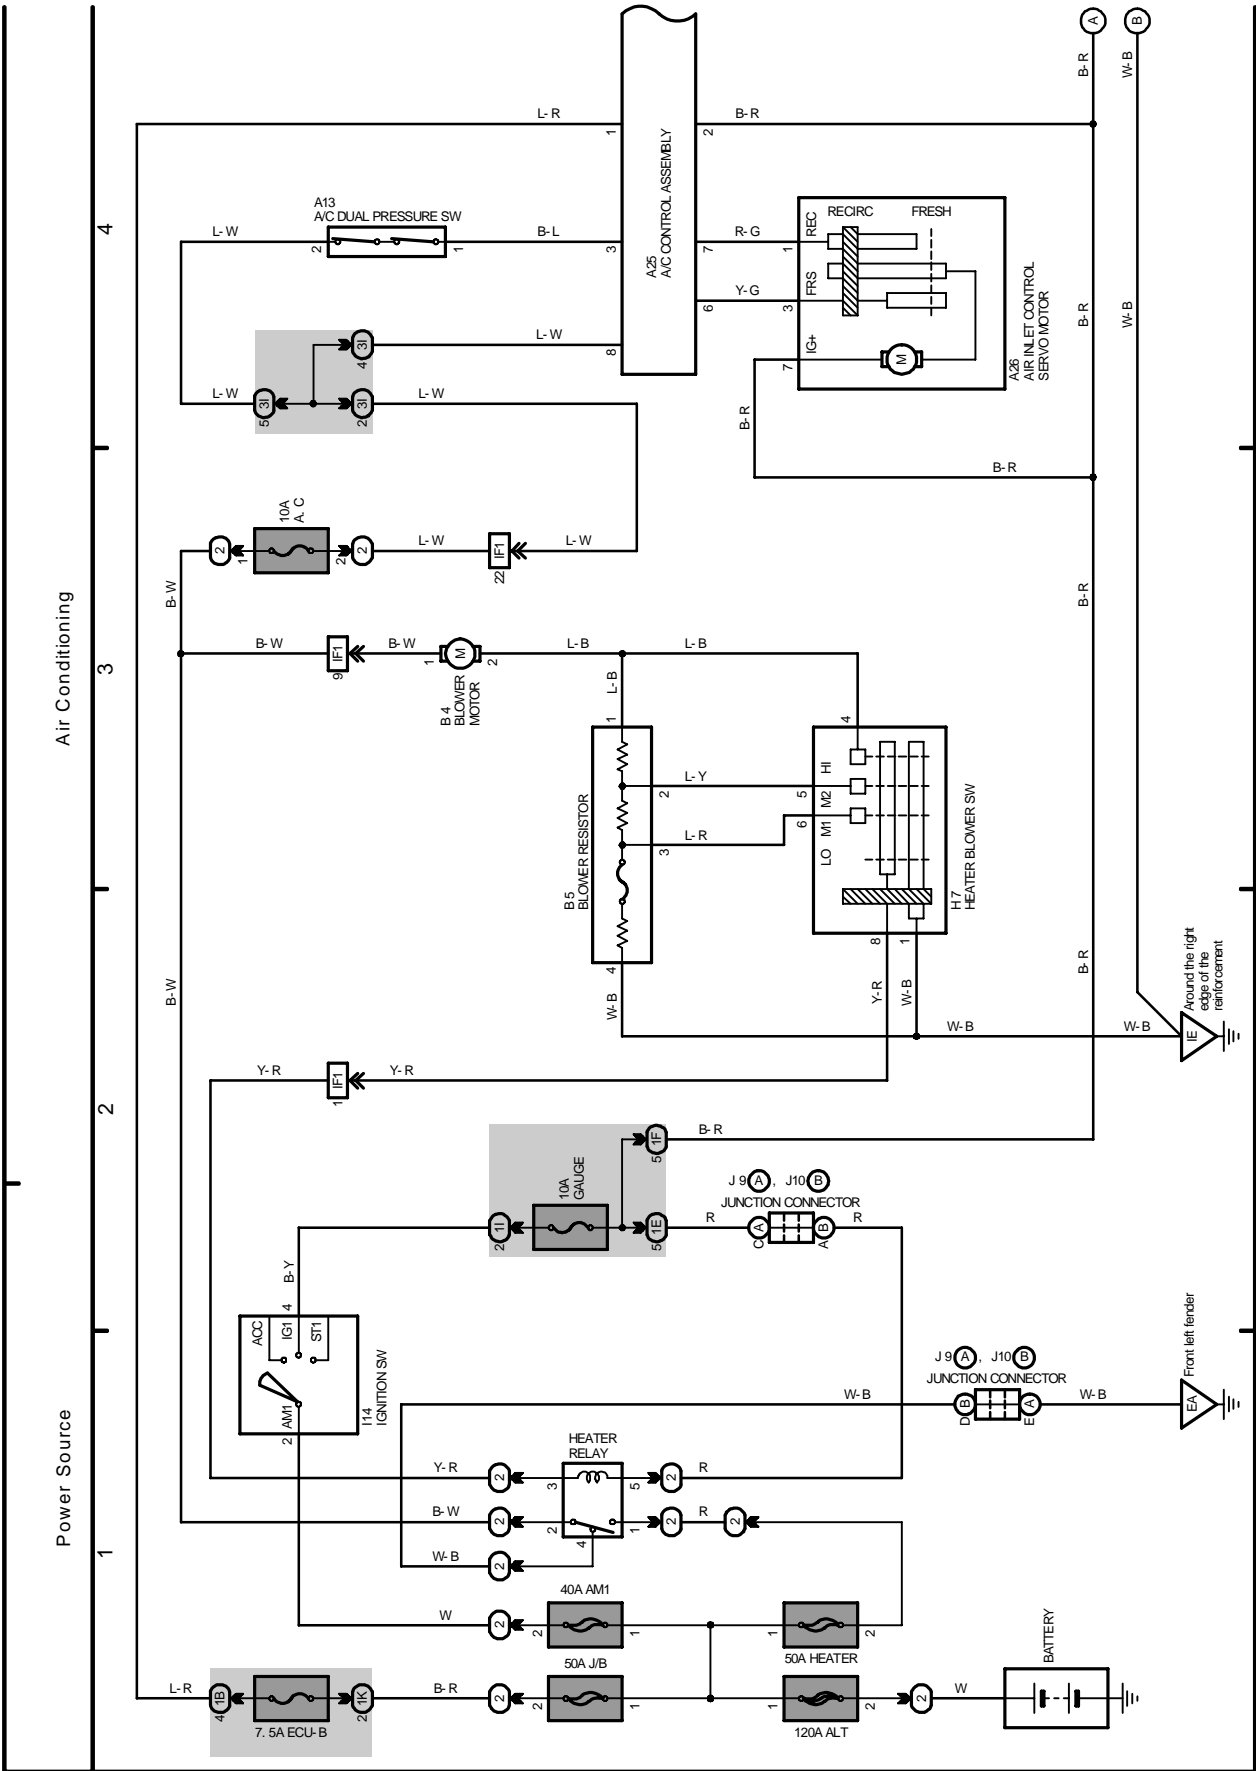 A
B
B- R
W- B
L- R
1
A25
A/C CONTROL ASSEMBLY
2
B- R
A13
A/C DUAL PRESSURE SW
4
L- W
2
1
B- L
3
7
R- G
1
REC
RECIRC
FRESH
6
Y- G
3
FRS
B- R
W- B
L- W
8
4
3I
7
IG+
M
A26
AIR INLET CONTROL
SERVO MOTOR
L- W
5
3I
2
3I
L- W
B- R
B- R
10A
A. C
2
1
2
2
L- W
22
IF1
L- W
B- W
B- R
Air Conditioning
3
B- W
9
IF1
B- W
1
M
2
B 4
BLOWER
MOTOR
L- B
L- B
L- B
1
4
B 5
BLOWER RESISTOR
2
L- Y
5
M2
HI
3
L- R
6
M1
LO
H 7
HEATER BLOWER SW
4
W- B
8
1
Y- R
W- B
B- R
B- W
W- B
W- B
IE
Around the right
edge of the
reinforcement
Y- R
1
IF1
Y- R
2
10A
GAUGE
5
1F
B- R
2
1I
5
1E
R
J 9 A , J10 B
JUNCTION CONNECTOR
C
A
A
B
R
B- Y
4
ACC
IG1
ST1
AM1
2
I14
IGNITION SW
J 9 A , J10 B
JUNCTION CONNECTOR
W- B
D
B
E
A
W- B
EA
Front left fender
Power Source
1
HEATER
RELAY
Y- R
2
3
5
2
R
B- W
2
2
1
2
R
2
W- B
2
4
40A AM1
W
2
2
1
1
2
50A HEATER
50A J/B
L- R
4
1B
2
1K
7. 5A ECU- B
B- R
2
2
1
1
2
120A ALT
2
W
BATTERY